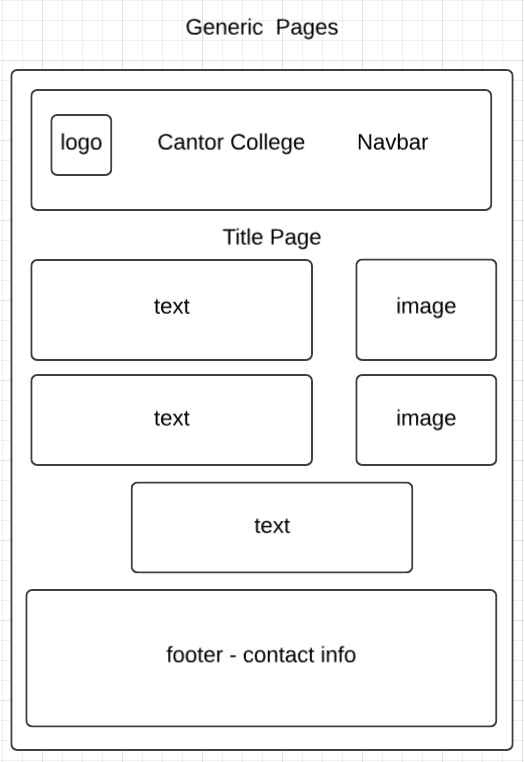 Generic Pages
logo Cantor College Navbar
Title Page
text image
text image
text
footer - contact info